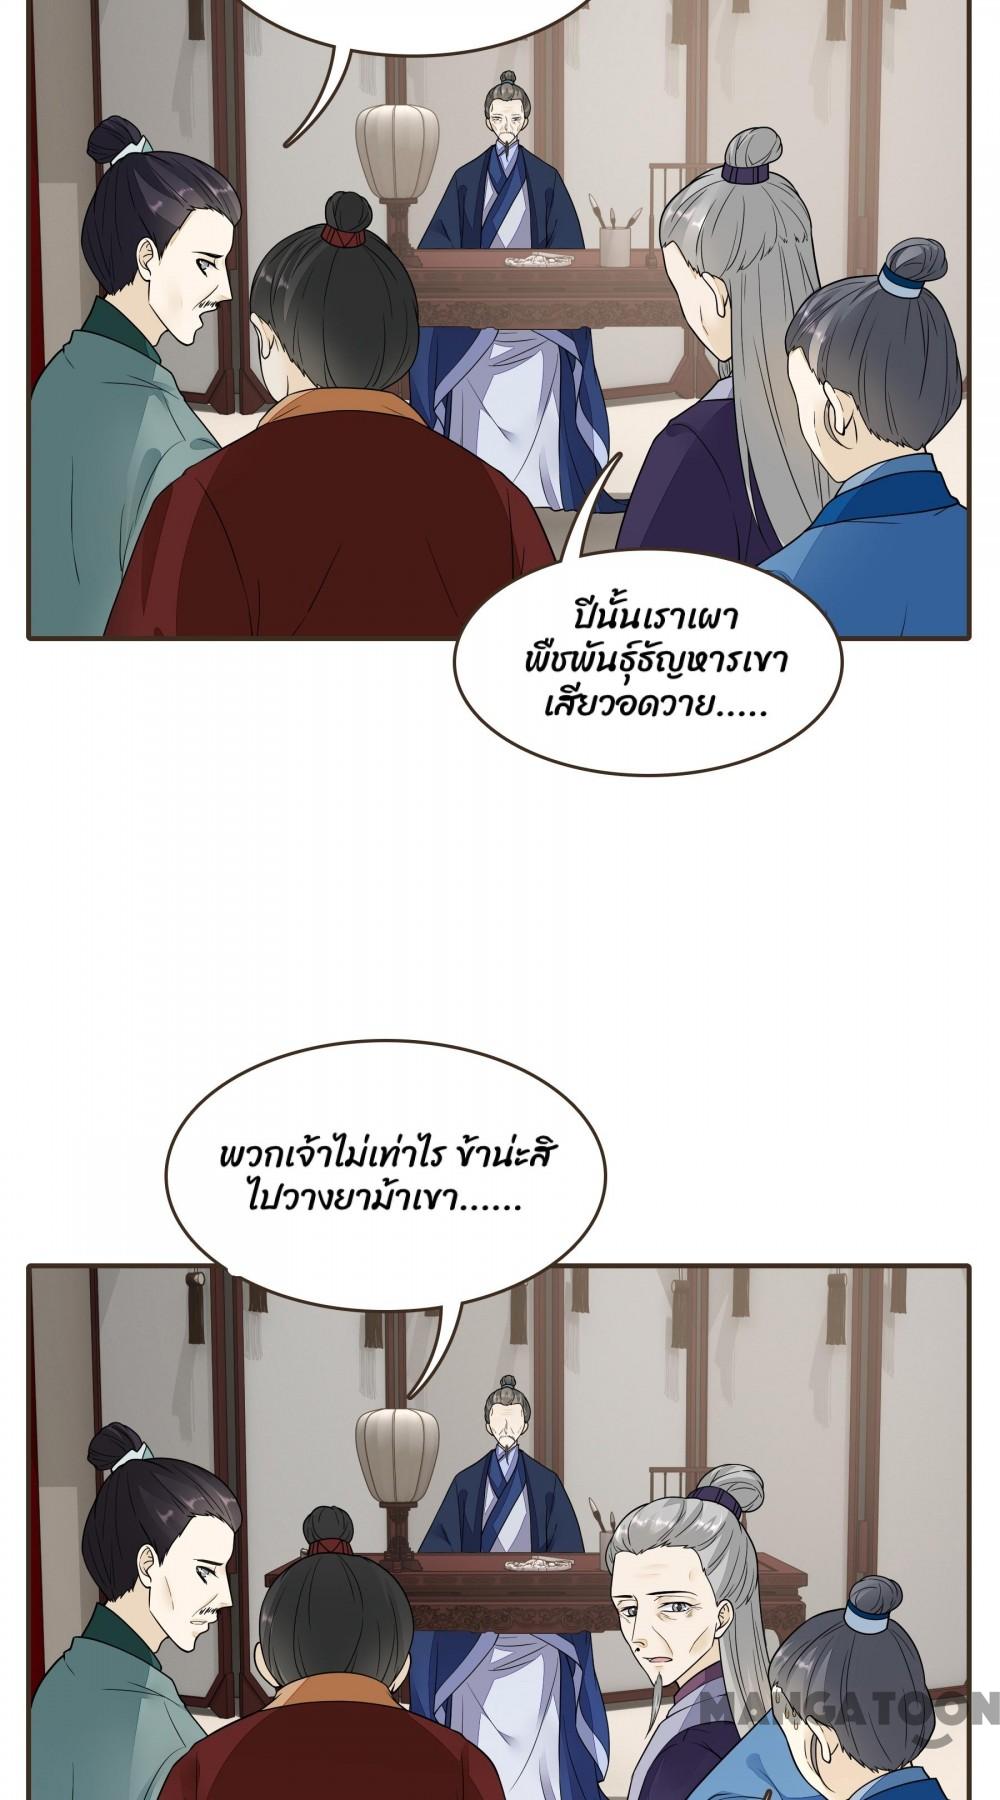 ปีนั้นเราเผา
พืชพันธุ์ธัญหารเขา
เสียวอดวาย.....
พวกเจ้าไม่เท่าไร ข้าน่ะสิ
ไปวางยาม้าเขา......
MANGATOON